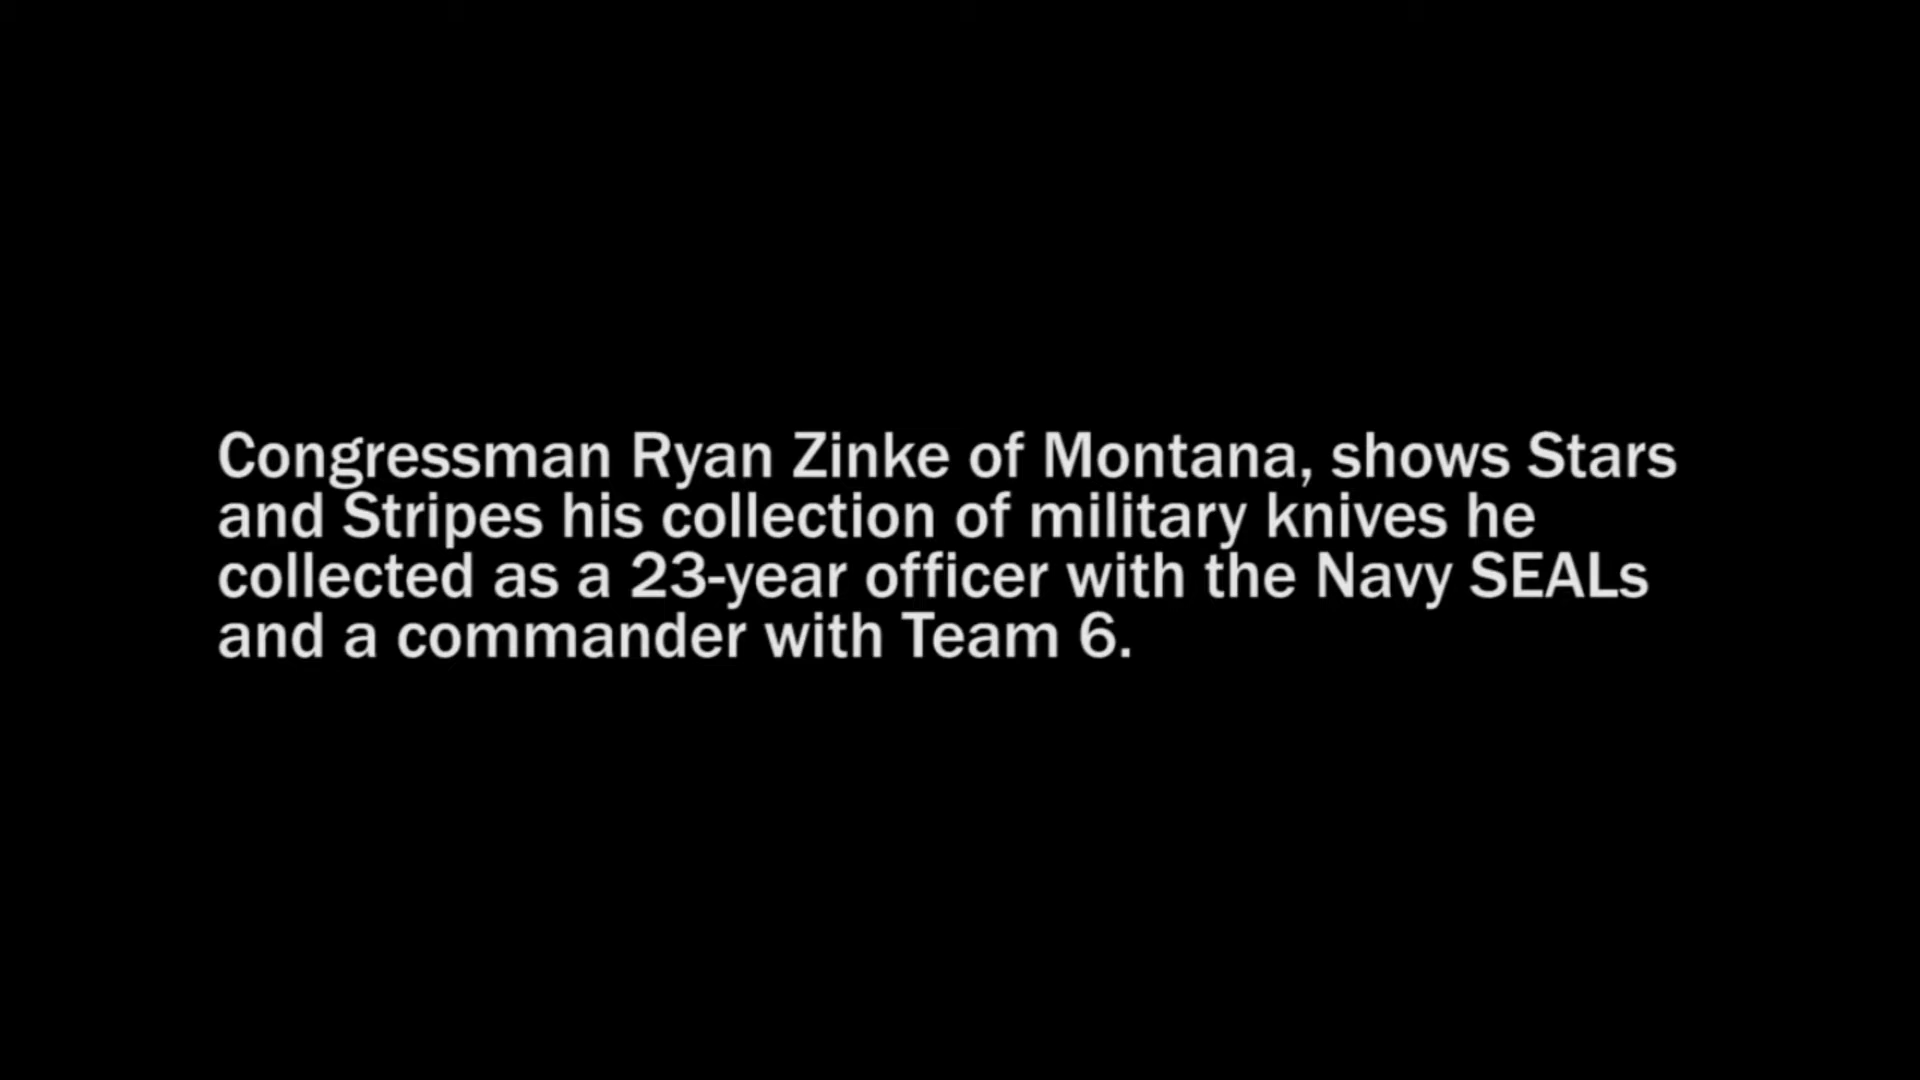 Congressman Ryan Zinke of Montana, shows Stars
and Stripes his collection of military knives he
collected as a 23-year officer with the Navy SEALs
and a commander with Team 6.